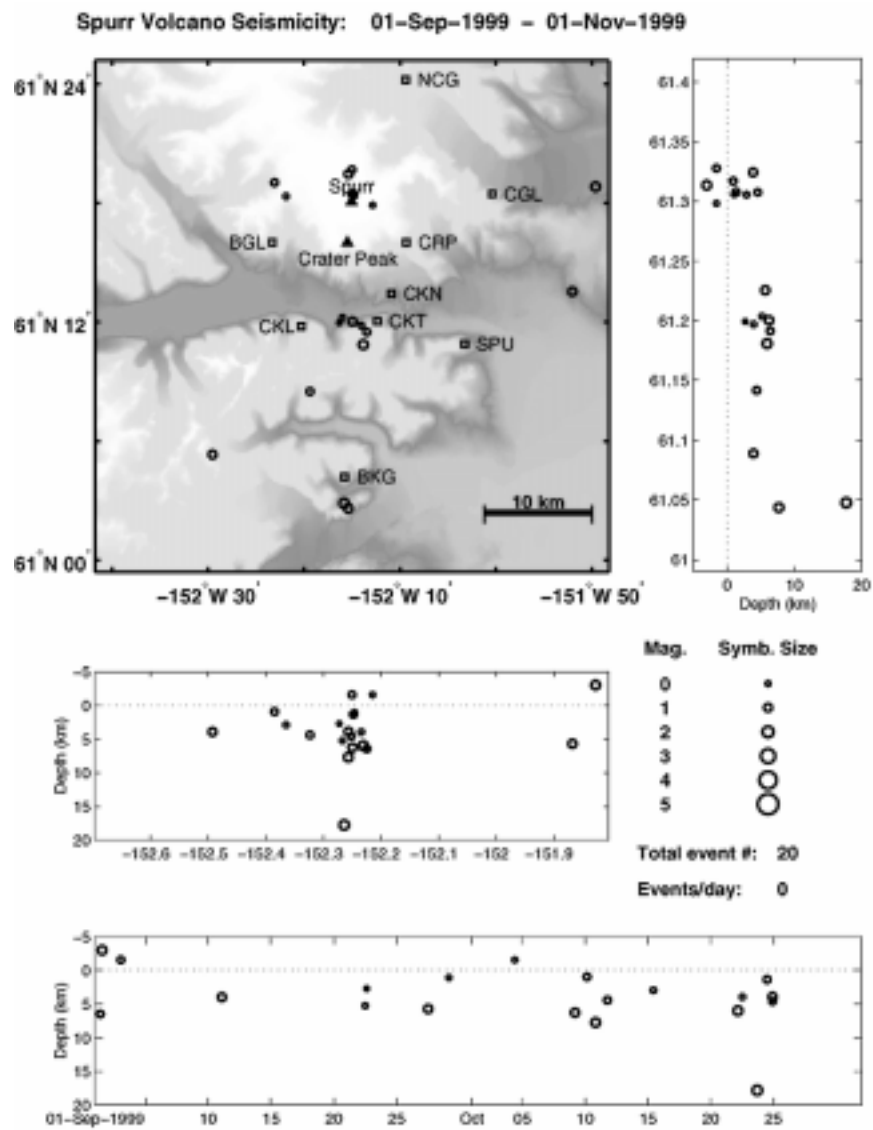 Spurr Volcano Seismicity: 01-Sep-1999 - 01-Nov-1999
61°N 24'
61°N 12'
61°N 00'
NCG
Spurr
CGL
BGL
CRP
Crater Peak
CKN
CKL
CKT
SPU
BKG
10 km
-152°W 30'
-152°W 10'
-151°W 50'
61.4
61.35
61.3
61.25
61.2
61.15
61.1
61.05
61
0 10 20
Depth (km)
-5
0
5
10
15
20
Depth (km)
-152.6 -152.5 -152.4 -152.3 -152.2 -152.1 -152 -151.9
Mag. Symb. Size
0
1
2
3
4
5
Total event #: 20
Events/day: 0
-5
0
5
10
15
20
Depth (km)
01-Sep-1999 10 15 20 25 Oct 05 10 15 20 25